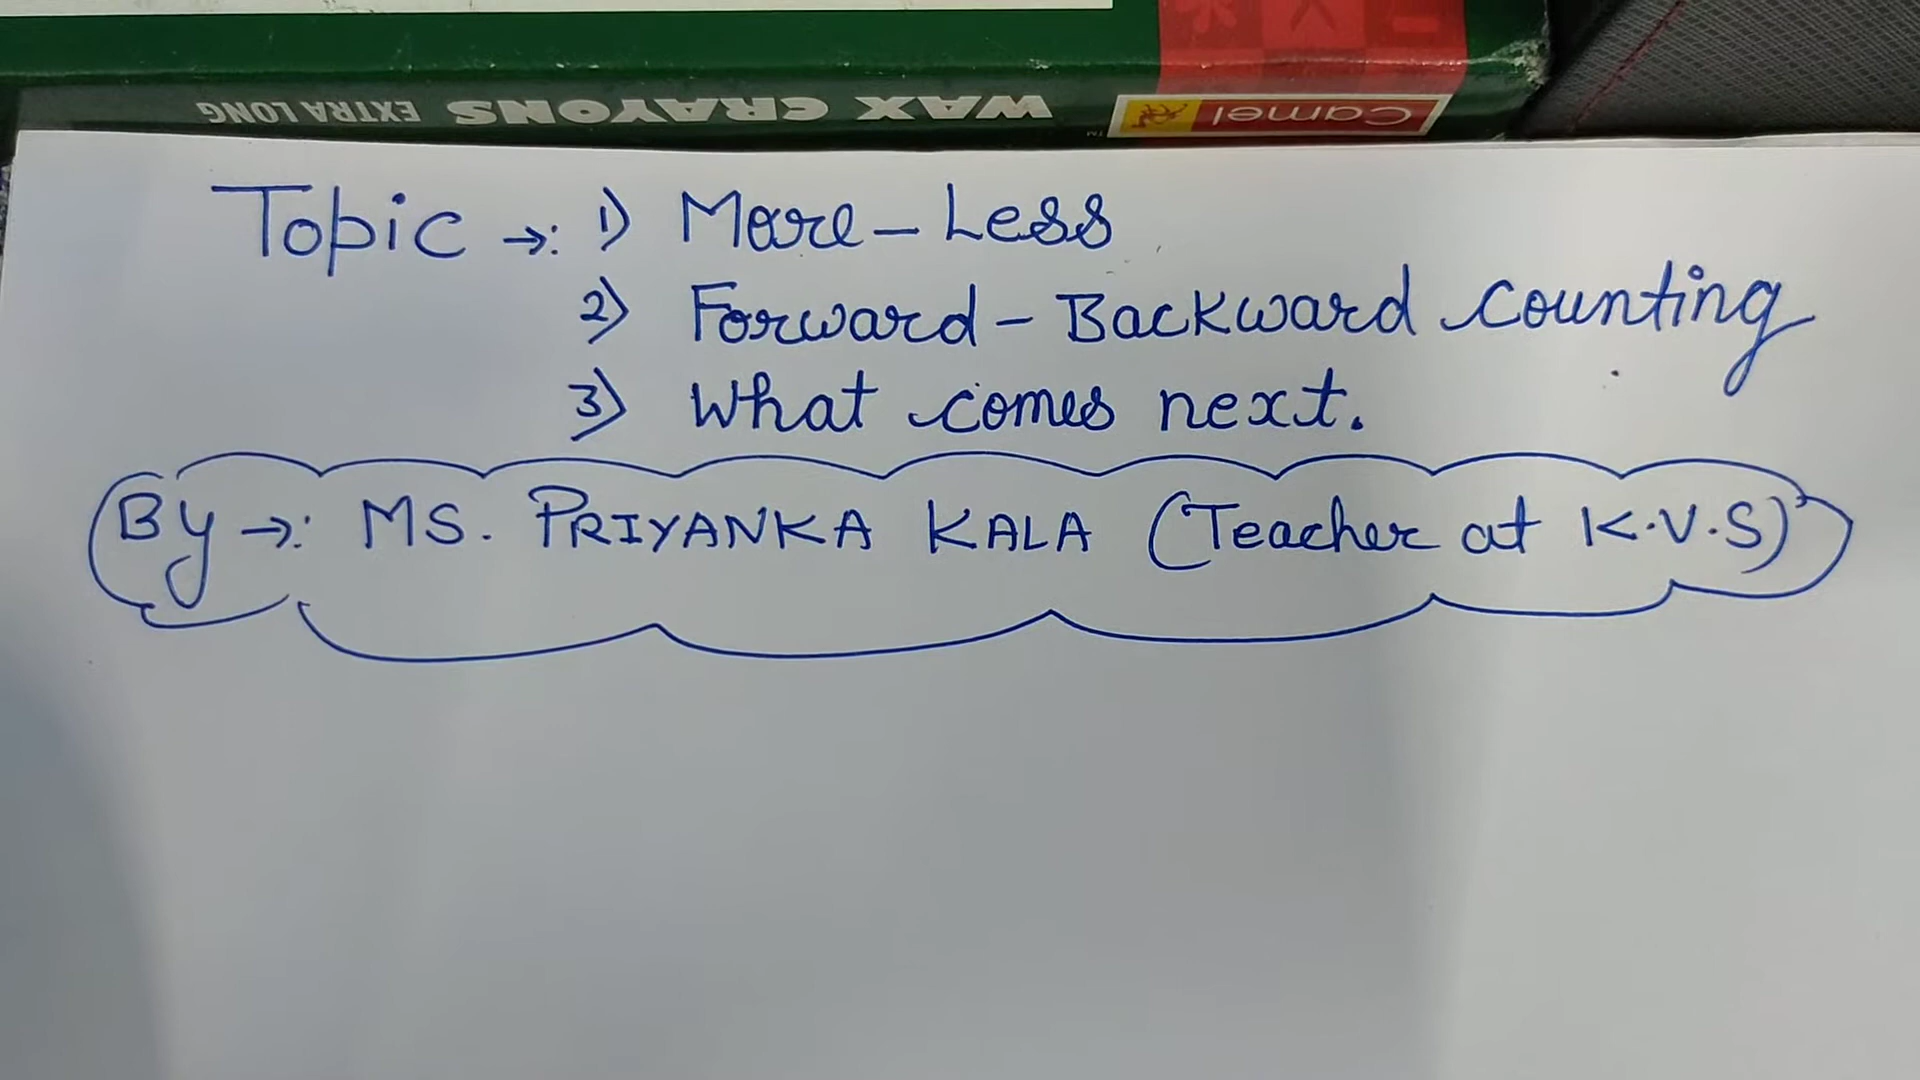 Camel
WAX CRAYONS EXTRA LONG
Topic →: 1) More - Less
2) Forward - Backward counting
3) What comes next.
By →: MS. PRIYANKA KALA (Teacher at K.V.S)